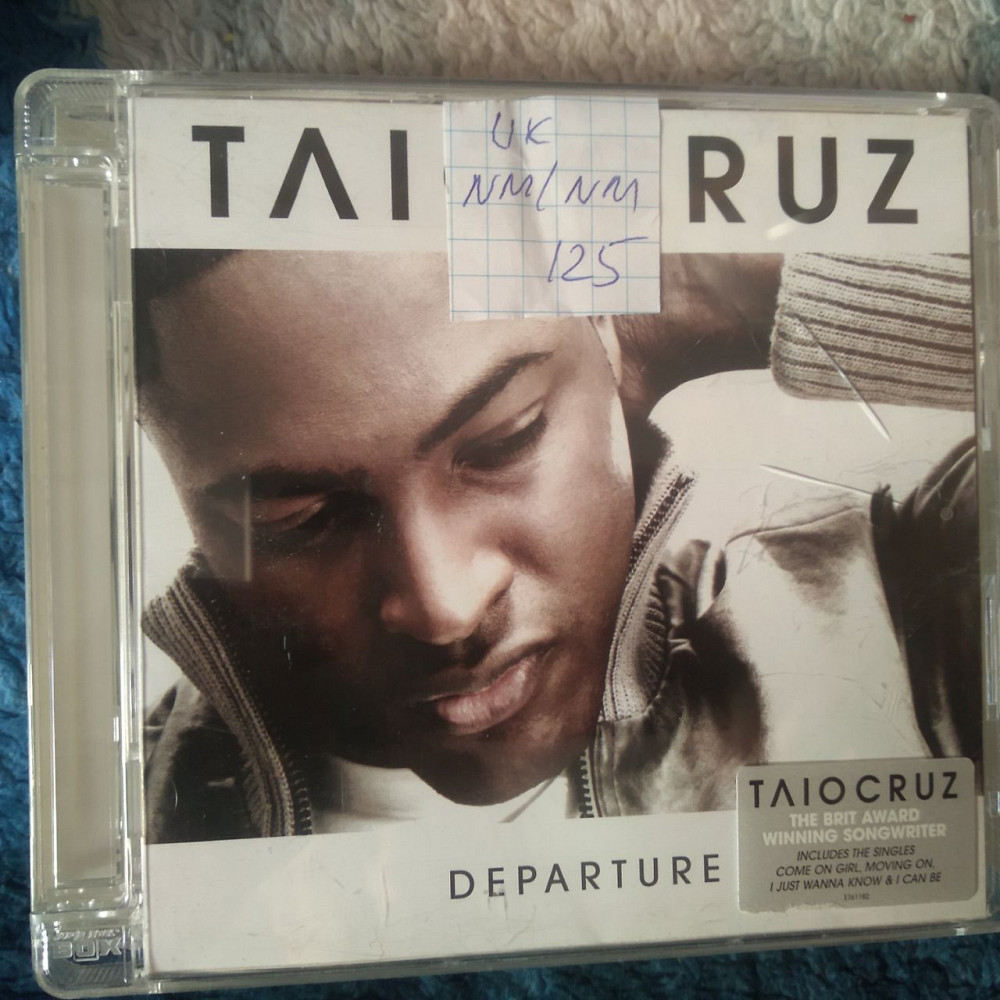 TAI RUZ
UK
NM/NM
125
DEPARTURE
TAIOCRUZ
THE BRIT AWARD
WINNING SONGWRITER
INCLUDES THE SINGLES
COME ON GIRL, MOVING ON,
I JUST WANNA KNOW & I CAN BE
BOX